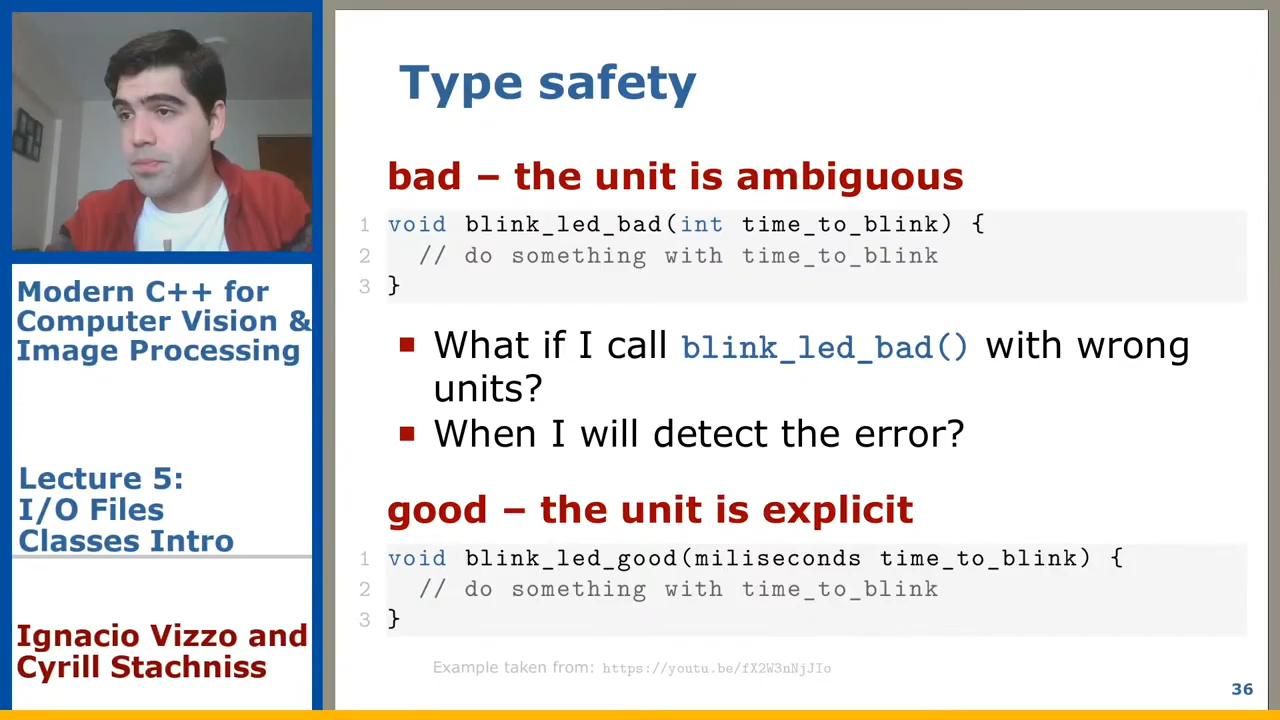 Modern C++ for
Computer Vision &
Image Processing
Lecture 5:
I/O Files
Classes Intro
Ignacio Vizzo and
Cyrill Stachniss
Type safety
bad – the unit is ambiguous
1 void blink_led_bad(int time_to_blink) {
2 // do something with time_to_blink
3 }
■ What if I call blink_led_bad() with wrong
units?
■ When I will detect the error?
good – the unit is explicit
1 void blink_led_good(miliseconds time_to_blink) {
2 // do something with time_to_blink
3 }
Example taken from: https://youtu.be/fX2W3nNjJIo
36